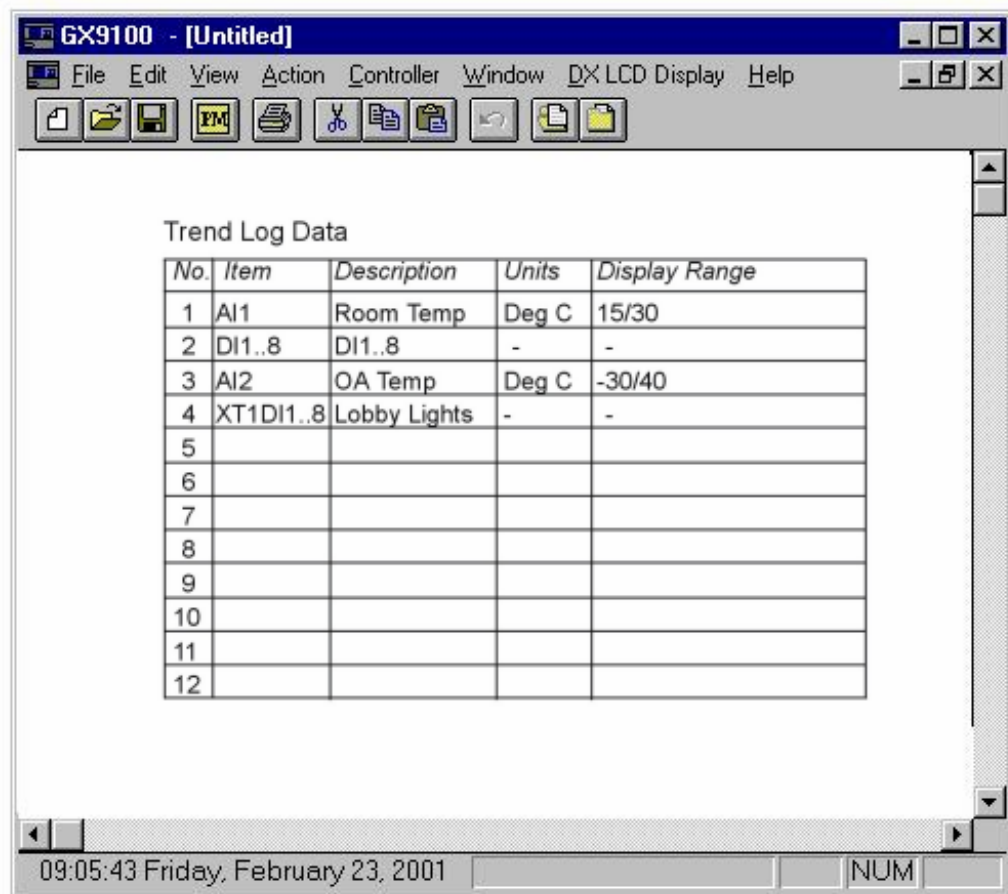 GX9100 - [Untitled]
File Edit View Action Controller Window DX LCD Display Help
PM
Trend Log Data
No. Item Description Units Display Range
1 AI1 Room Temp Deg C 15/30
2 DI1..8 DI1..8 - -
3 AI2 OA Temp Deg C -30/40
4 XT1DI1..8 Lobby Lights - -
5
6
7
8
9
10
11
12
09:05:43 Friday, February 23, 2001 NUM